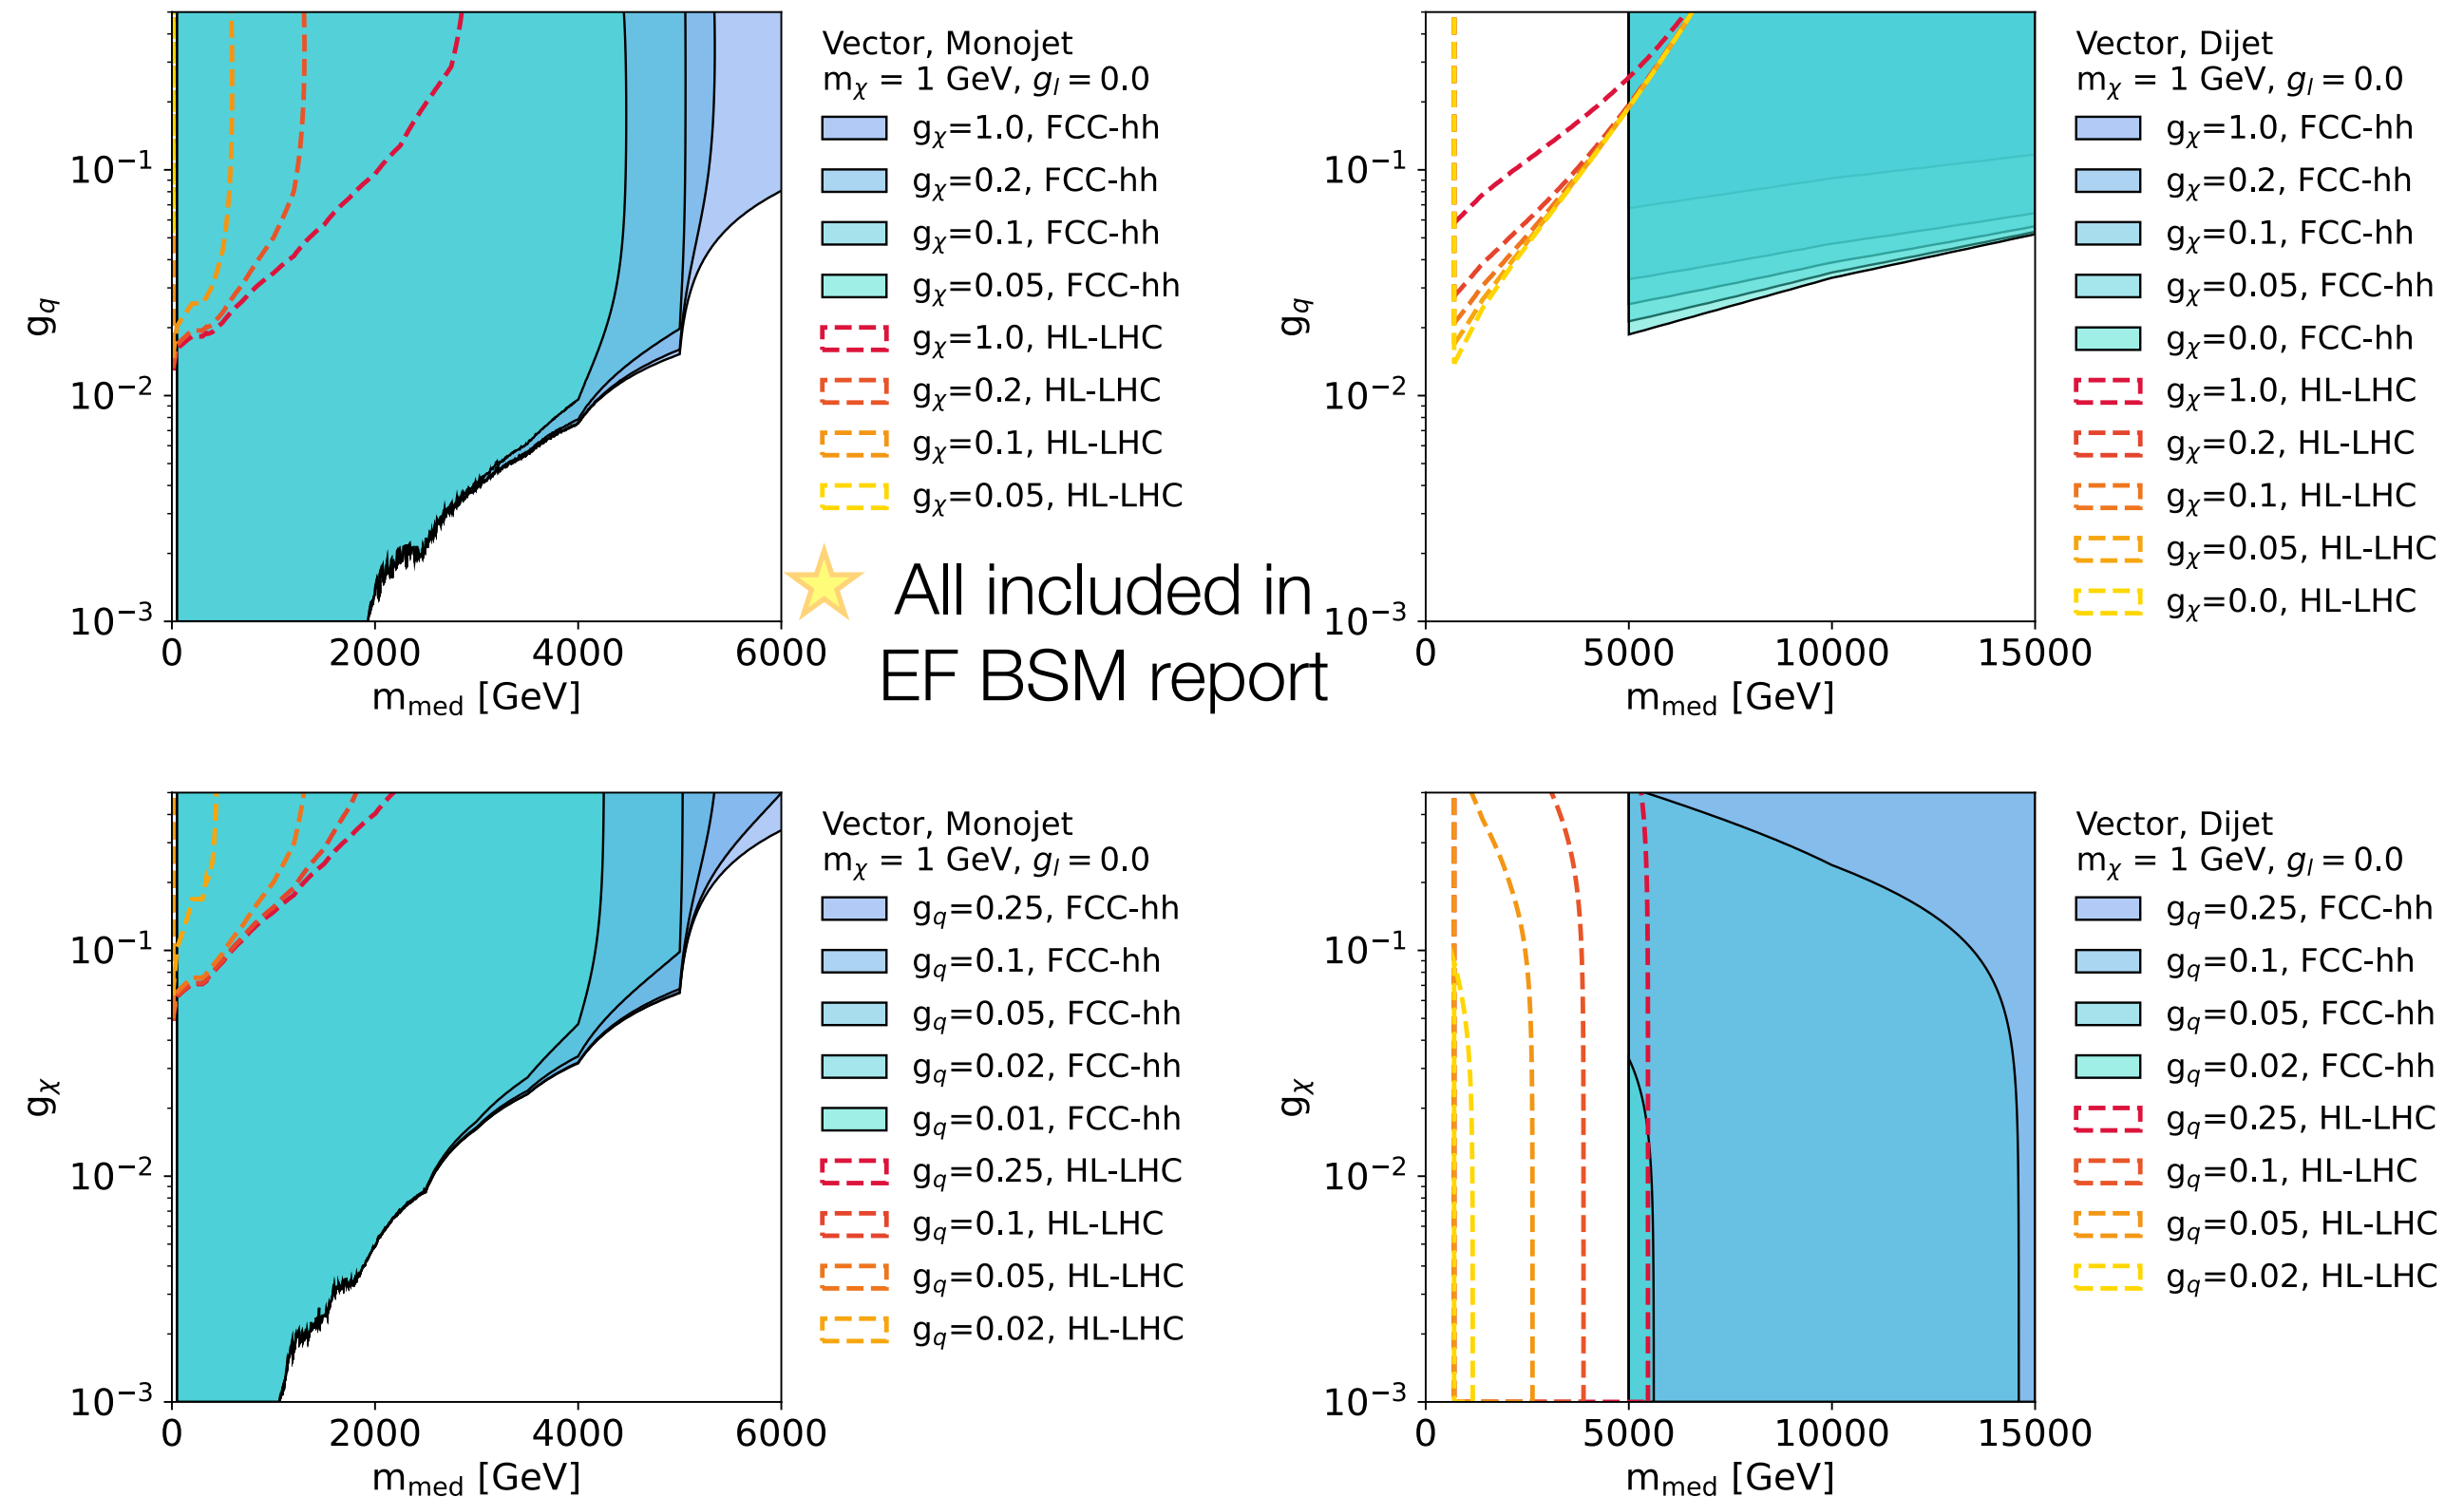 Vector, Monojet
m_χ = 1 GeV, g_l = 0.0
g_χ=1.0, FCC-hh
g_χ=0.2, FCC-hh
g_χ=0.1, FCC-hh
g_χ=0.05, FCC-hh
g_χ=1.0, HL-LHC
g_χ=0.2, HL-LHC
g_χ=0.1, HL-LHC
g_χ=0.05, HL-LHC
g_q
10⁻¹
10⁻²
10⁻³
0 2000 4000 6000
m_med [GeV]
All included in
EF BSM report
Vector, Dijet
m_χ = 1 GeV, g_l = 0.0
g_χ=1.0, FCC-hh
g_χ=0.2, FCC-hh
g_χ=0.1, FCC-hh
g_χ=0.05, FCC-hh
g_χ=0.0, FCC-hh
g_χ=1.0, HL-LHC
g_χ=0.2, HL-LHC
g_χ=0.1, HL-LHC
g_χ=0.05, HL-LHC
g_χ=0.0, HL-LHC
g_q
10⁻¹
10⁻²
10⁻³
0 5000 10000 15000
m_med [GeV]
Vector, Monojet
m_χ = 1 GeV, g_l = 0.0
g_q=0.25, FCC-hh
g_q=0.1, FCC-hh
g_q=0.05, FCC-hh
g_q=0.02, FCC-hh
g_q=0.01, FCC-hh
g_q=0.25, HL-LHC
g_q=0.1, HL-LHC
g_q=0.05, HL-LHC
g_q=0.02, HL-LHC
g_χ
10⁻¹
10⁻²
10⁻³
0 2000 4000 6000
m_med [GeV]
Vector, Dijet
m_χ = 1 GeV, g_l = 0.0
g_q=0.25, FCC-hh
g_q=0.1, FCC-hh
g_q=0.05, FCC-hh
g_q=0.02, FCC-hh
g_q=0.25, HL-LHC
g_q=0.1, HL-LHC
g_q=0.05, HL-LHC
g_q=0.02, HL-LHC
g_χ
10⁻¹
10⁻²
10⁻³
0 5000 10000 15000
m_med [GeV]